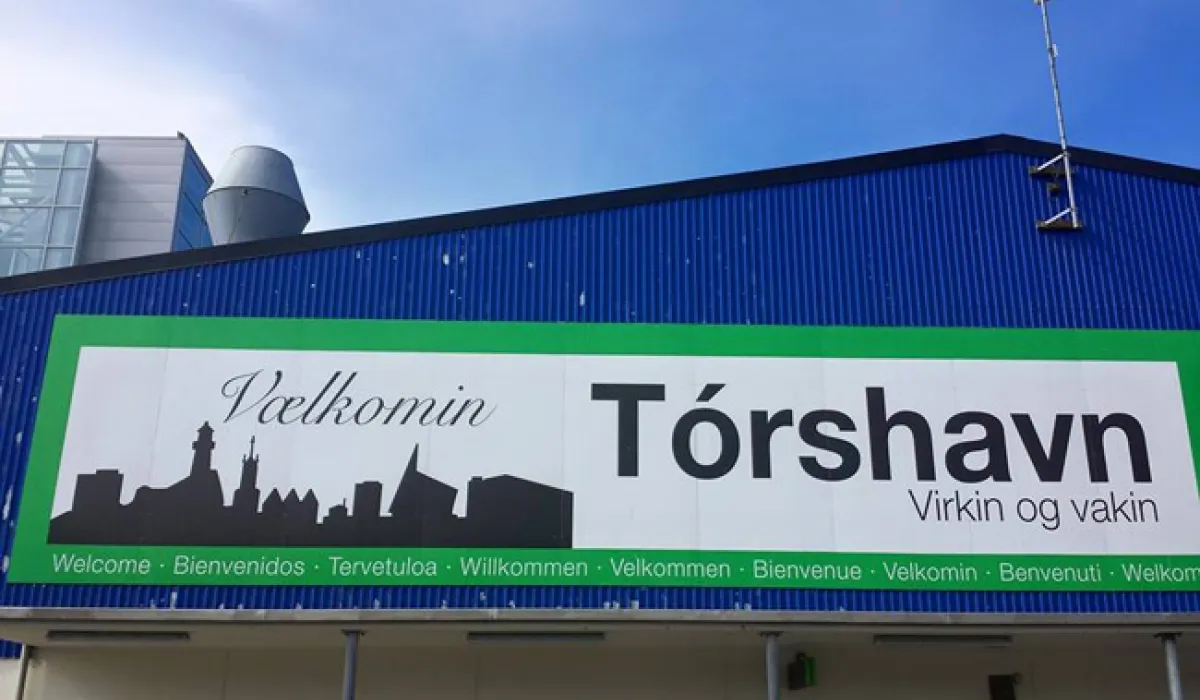 Vælkomin
Tórshavn
Virkin og vakin
Welcome · Bienvenidos · Tervetuloa · Willkommen · Velkommen · Bienvenue · Velkomin · Benvenuti · Welkom